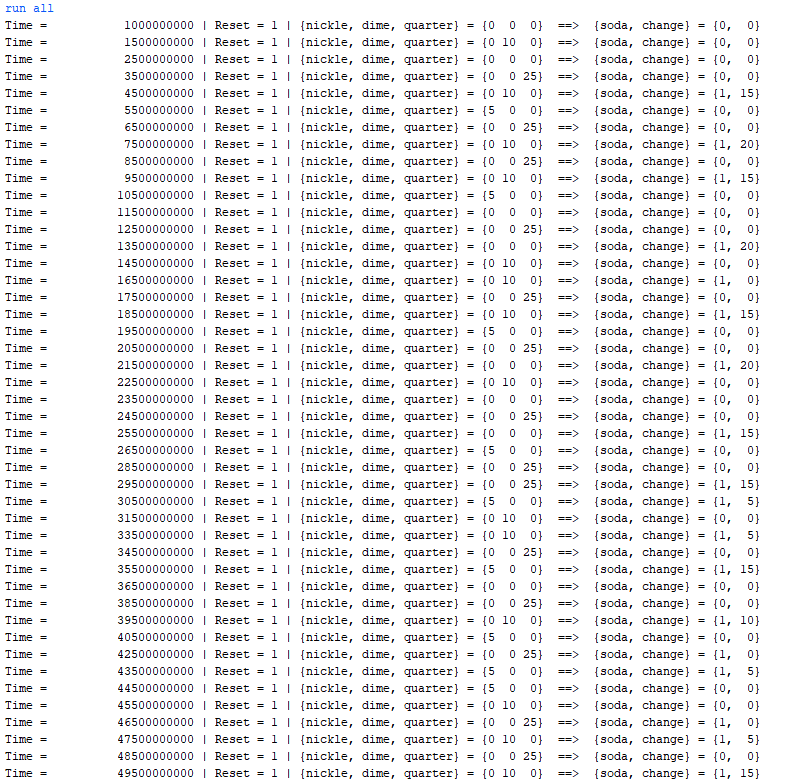 run all
Time =           1000000000 | Reset = 1 | {nickle, dime, quarter} = {0  0  0}  ==>  {soda, change} = {0,  0}
Time =           1500000000 | Reset = 1 | {nickle, dime, quarter} = {0 10  0}  ==>  {soda, change} = {0,  0}
Time =           2500000000 | Reset = 1 | {nickle, dime, quarter} = {0  0  0}  ==>  {soda, change} = {0,  0}
Time =           3500000000 | Reset = 1 | {nickle, dime, quarter} = {0  0 25}  ==>  {soda, change} = {0,  0}
Time =           4500000000 | Reset = 1 | {nickle, dime, quarter} = {0 10  0}  ==>  {soda, change} = {1, 15}
Time =           5500000000 | Reset = 1 | {nickle, dime, quarter} = {5  0  0}  ==>  {soda, change} = {0,  0}
Time =           6500000000 | Reset = 1 | {nickle, dime, quarter} = {0  0 25}  ==>  {soda, change} = {0,  0}
Time =           7500000000 | Reset = 1 | {nickle, dime, quarter} = {0 10  0}  ==>  {soda, change} = {1, 20}
Time =           8500000000 | Reset = 1 | {nickle, dime, quarter} = {0  0 25}  ==>  {soda, change} = {0,  0}
Time =           9500000000 | Reset = 1 | {nickle, dime, quarter} = {0 10  0}  ==>  {soda, change} = {1, 15}
Time =          10500000000 | Reset = 1 | {nickle, dime, quarter} = {5  0  0}  ==>  {soda, change} = {0,  0}
Time =          11500000000 | Reset = 1 | {nickle, dime, quarter} = {0  0  0}  ==>  {soda, change} = {0,  0}
Time =          12500000000 | Reset = 1 | {nickle, dime, quarter} = {0  0 25}  ==>  {soda, change} = {0,  0}
Time =          13500000000 | Reset = 1 | {nickle, dime, quarter} = {0  0  0}  ==>  {soda, change} = {1, 20}
Time =          14500000000 | Reset = 1 | {nickle, dime, quarter} = {0 10  0}  ==>  {soda, change} = {0,  0}
Time =          16500000000 | Reset = 1 | {nickle, dime, quarter} = {0 10  0}  ==>  {soda, change} = {1,  0}
Time =          17500000000 | Reset = 1 | {nickle, dime, quarter} = {0  0 25}  ==>  {soda, change} = {0,  0}
Time =          18500000000 | Reset = 1 | {nickle, dime, quarter} = {0 10  0}  ==>  {soda, change} = {1, 15}
Time =          19500000000 | Reset = 1 | {nickle, dime, quarter} = {5  0  0}  ==>  {soda, change} = {0,  0}
Time =          20500000000 | Reset = 1 | {nickle, dime, quarter} = {0  0 25}  ==>  {soda, change} = {0,  0}
Time =          21500000000 | Reset = 1 | {nickle, dime, quarter} = {0  0  0}  ==>  {soda, change} = {1, 20}
Time =          22500000000 | Reset = 1 | {nickle, dime, quarter} = {0 10  0}  ==>  {soda, change} = {0,  0}
Time =          23500000000 | Reset = 1 | {nickle, dime, quarter} = {0  0  0}  ==>  {soda, change} = {0,  0}
Time =          24500000000 | Reset = 1 | {nickle, dime, quarter} = {0  0 25}  ==>  {soda, change} = {0,  0}
Time =          25500000000 | Reset = 1 | {nickle, dime, quarter} = {0  0  0}  ==>  {soda, change} = {1, 15}
Time =          26500000000 | Reset = 1 | {nickle, dime, quarter} = {5  0  0}  ==>  {soda, change} = {0,  0}
Time =          28500000000 | Reset = 1 | {nickle, dime, quarter} = {0  0 25}  ==>  {soda, change} = {0,  0}
Time =          29500000000 | Reset = 1 | {nickle, dime, quarter} = {0  0 25}  ==>  {soda, change} = {1, 15}
Time =          30500000000 | Reset = 1 | {nickle, dime, quarter} = {5  0  0}  ==>  {soda, change} = {1,  5}
Time =          31500000000 | Reset = 1 | {nickle, dime, quarter} = {0 10  0}  ==>  {soda, change} = {0,  0}
Time =          33500000000 | Reset = 1 | {nickle, dime, quarter} = {0 10  0}  ==>  {soda, change} = {1,  5}
Time =          34500000000 | Reset = 1 | {nickle, dime, quarter} = {0  0 25}  ==>  {soda, change} = {0,  0}
Time =          35500000000 | Reset = 1 | {nickle, dime, quarter} = {5  0  0}  ==>  {soda, change} = {1, 15}
Time =          36500000000 | Reset = 1 | {nickle, dime, quarter} = {0  0  0}  ==>  {soda, change} = {0,  0}
Time =          38500000000 | Reset = 1 | {nickle, dime, quarter} = {0  0 25}  ==>  {soda, change} = {0,  0}
Time =          39500000000 | Reset = 1 | {nickle, dime, quarter} = {0 10  0}  ==>  {soda, change} = {1, 10}
Time =          40500000000 | Reset = 1 | {nickle, dime, quarter} = {5  0  0}  ==>  {soda, change} = {0,  0}
Time =          42500000000 | Reset = 1 | {nickle, dime, quarter} = {0  0 25}  ==>  {soda, change} = {1,  0}
Time =          43500000000 | Reset = 1 | {nickle, dime, quarter} = {5  0  0}  ==>  {soda, change} = {1,  5}
Time =          44500000000 | Reset = 1 | {nickle, dime, quarter} = {5  0  0}  ==>  {soda, change} = {0,  0}
Time =          45500000000 | Reset = 1 | {nickle, dime, quarter} = {0 10  0}  ==>  {soda, change} = {0,  0}
Time =          46500000000 | Reset = 1 | {nickle, dime, quarter} = {0  0 25}  ==>  {soda, change} = {1,  0}
Time =          47500000000 | Reset = 1 | {nickle, dime, quarter} = {0 10  0}  ==>  {soda, change} = {1,  5}
Time =          48500000000 | Reset = 1 | {nickle, dime, quarter} = {0  0 25}  ==>  {soda, change} = {0,  0}
Time =          49500000000 | Reset = 1 | {nickle, dime, quarter} = {0 10  0}  ==>  {soda, change} = {1, 15}